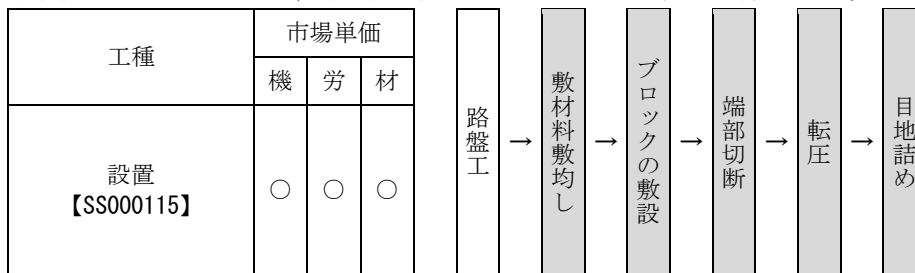 工種
市場単価
機 労 材
設置
【SS000115】
○ ○ ○
路盤工
→
敷材料敷均し
→
ブロックの敷設
→
端部切断
→
転圧
→
目地詰め